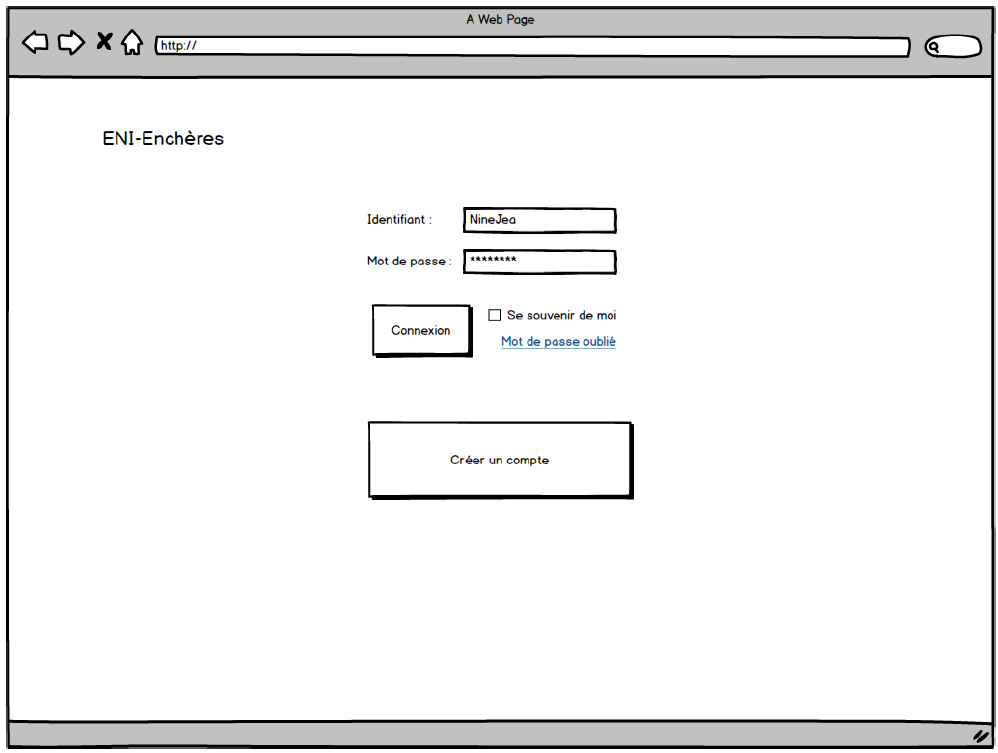 A Web Page
http://
ENI-Enchères
Identifiant :
NineJea
Mot de passe :
********
Connexion
Se souvenir de moi
Mot de passe oublié
Créer un compte